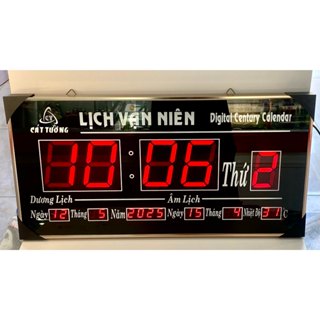 LỊCH VẠN NIÊN Digital Century Calendar
CÁT TƯỜNG
10:06 Thứ 2
Dương Lịch Âm Lịch
Ngày 12 Tháng 5 Năm 2025 Ngày 15 Tháng 4 Nhiệt Độ 31 C